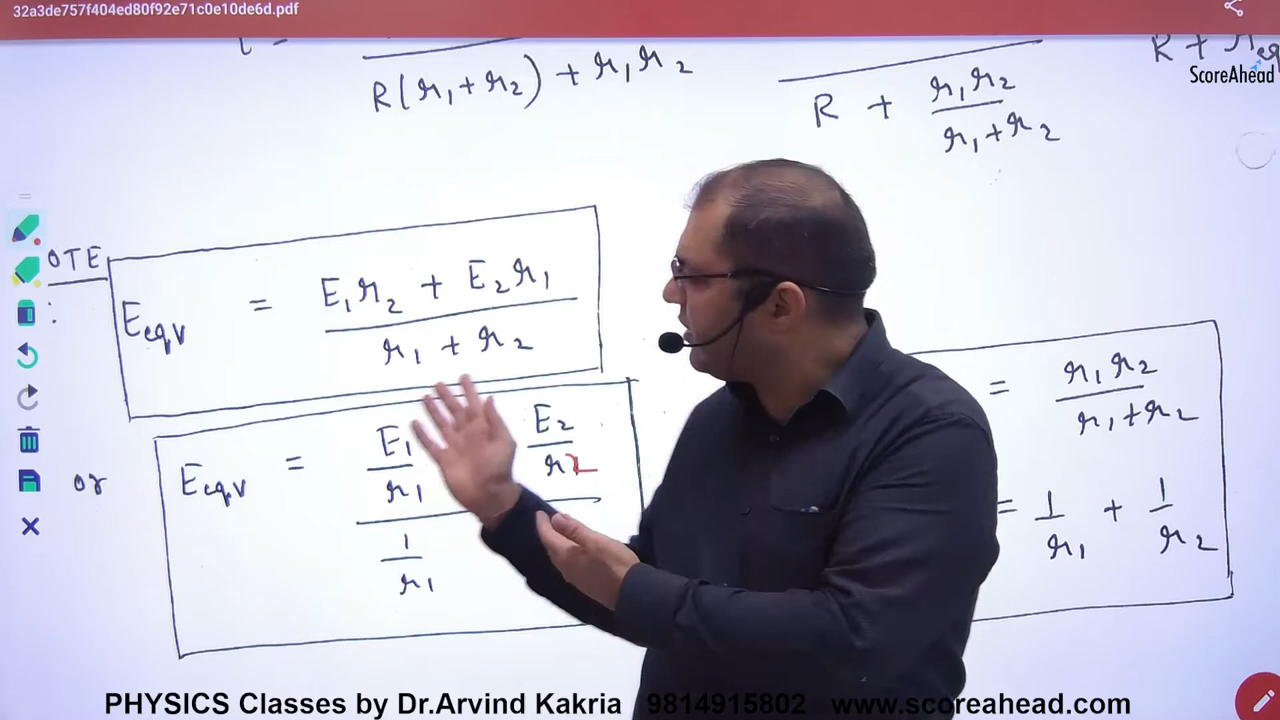 32a3de757f404ed80f92e71c0e10de6d.pdf
R(r₁+r₂)+r₁r₂
R + r₁r₂/(r₁+r₂)
R +
ScoreAhead
OTE
:
Eeqv = (E₁r₂ + E₂r₁)/(r₁+r₂)
or
Eeqv = E₁/r₁ E₂/r2
1/r₁
= r₁r₂/(r₁+r₂)
= 1/r₁ + 1/r₂
PHYSICS Classes by Dr.Arvind Kakria 9814915802 www.scoreahead.com